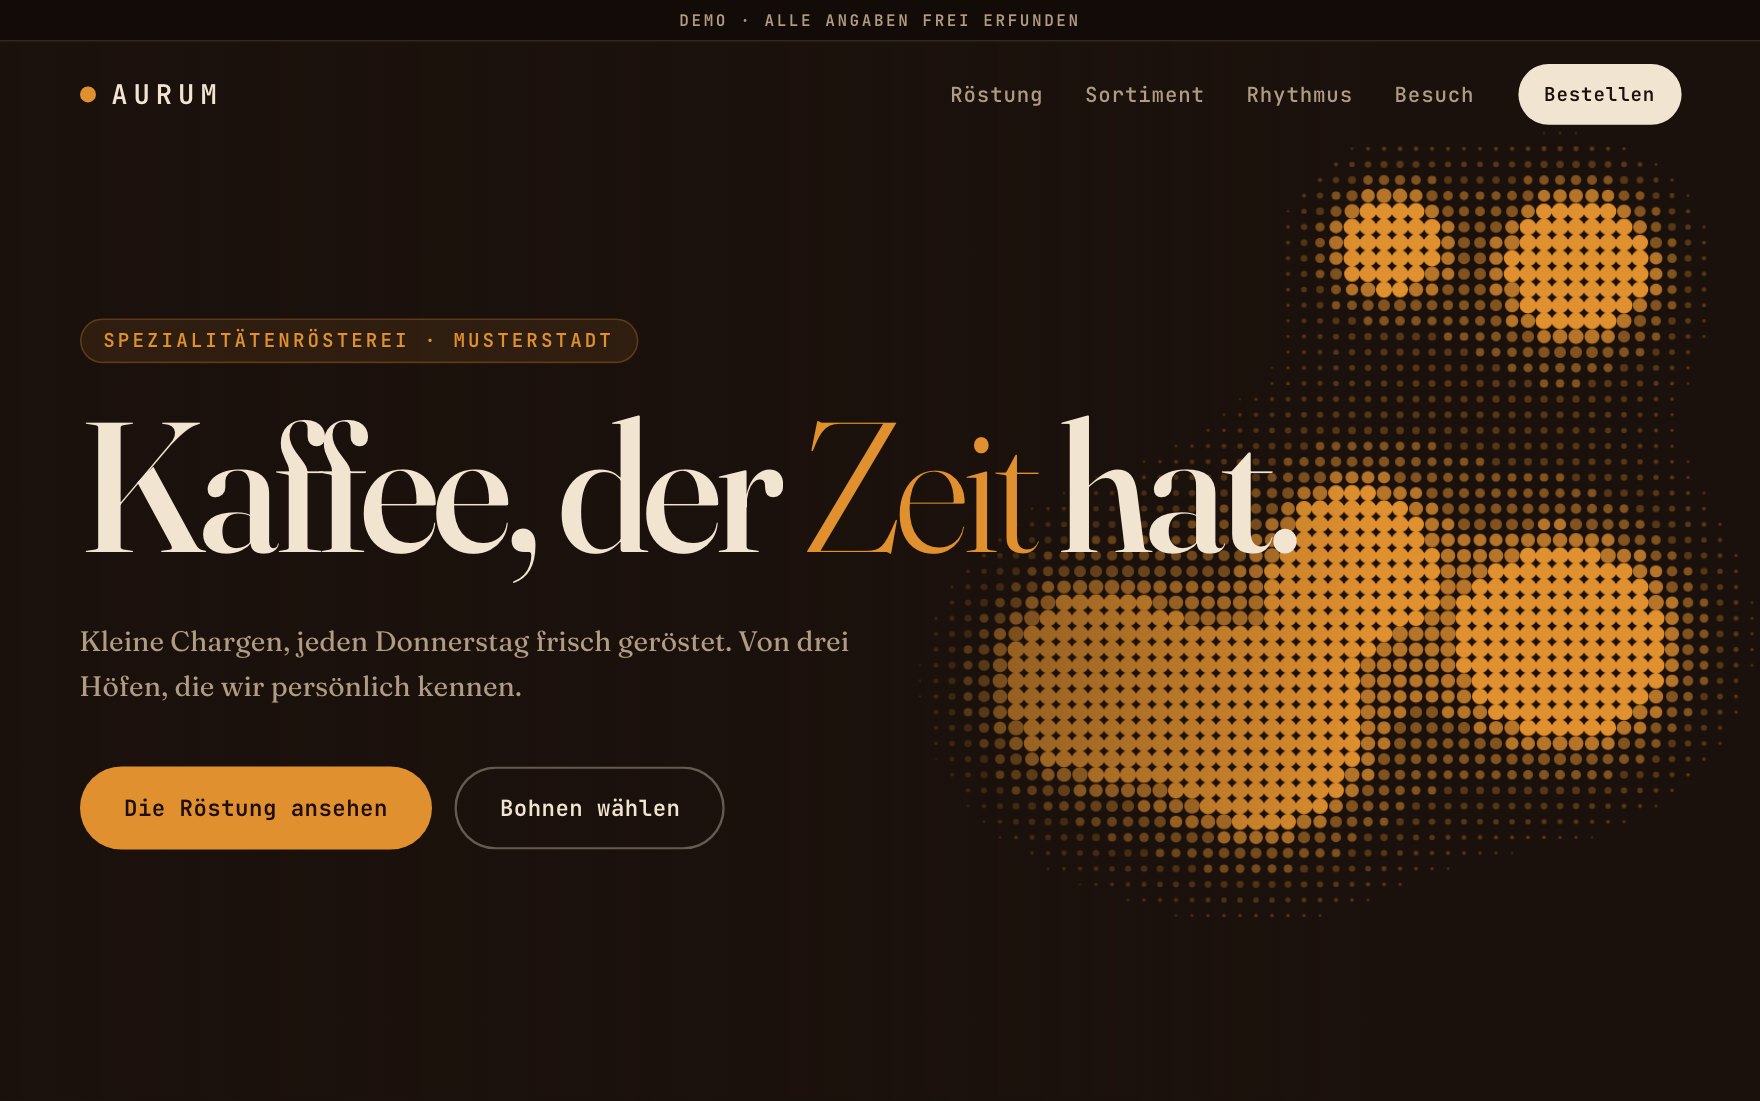 DEMO · ALLE ANGABEN FREI ERFUNDEN
AURUM
Röstung
Sortiment
Rhythmus
Besuch
Bestellen
SPEZIALITÄTENRÖSTEREI · MUSTERSTADT
Kaffee, der Zeit hat.
Kleine Chargen, jeden Donnerstag frisch geröstet. Von drei
Höfen, die wir persönlich kennen.
Die Röstung ansehen
Bohnen wählen